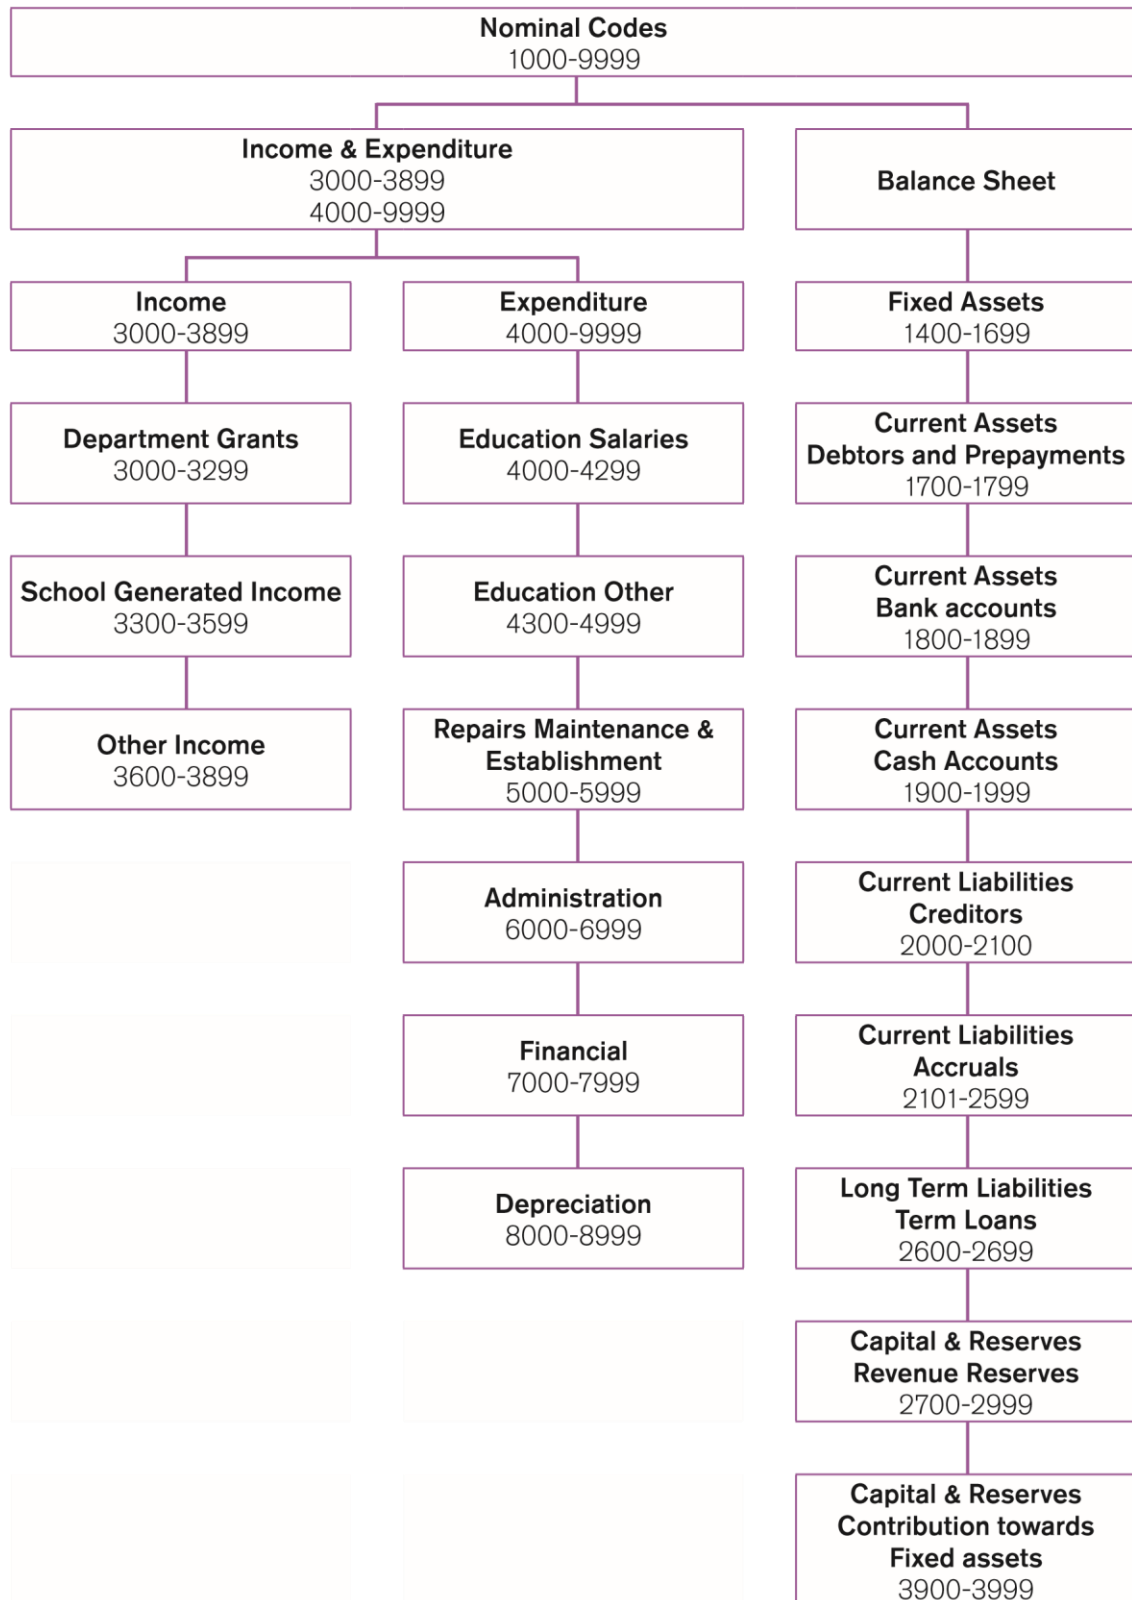 Nominal Codes
1000-9999
Income & Expenditure
3000-3899
4000-9999
Balance Sheet
Income
3000-3899
Expenditure
4000-9999
Fixed Assets
1400-1699
Department Grants
3000-3299
Education Salaries
4000-4299
Current Assets
Debtors and Prepayments
1700-1799
School Generated Income
3300-3599
Education Other
4300-4999
Current Assets
Bank accounts
1800-1899
Other Income
3600-3899
Repairs Maintenance &
Establishment
5000-5999
Current Assets
Cash Accounts
1900-1999
Administration
6000-6999
Current Liabilities
Creditors
2000-2100
Financial
7000-7999
Current Liabilities
Accruals
2101-2599
Depreciation
8000-8999
Long Term Liabilities
Term Loans
2600-2699
Capital & Reserves
Revenue Reserves
2700-2999
Capital & Reserves
Contribution towards
Fixed assets
3900-3999